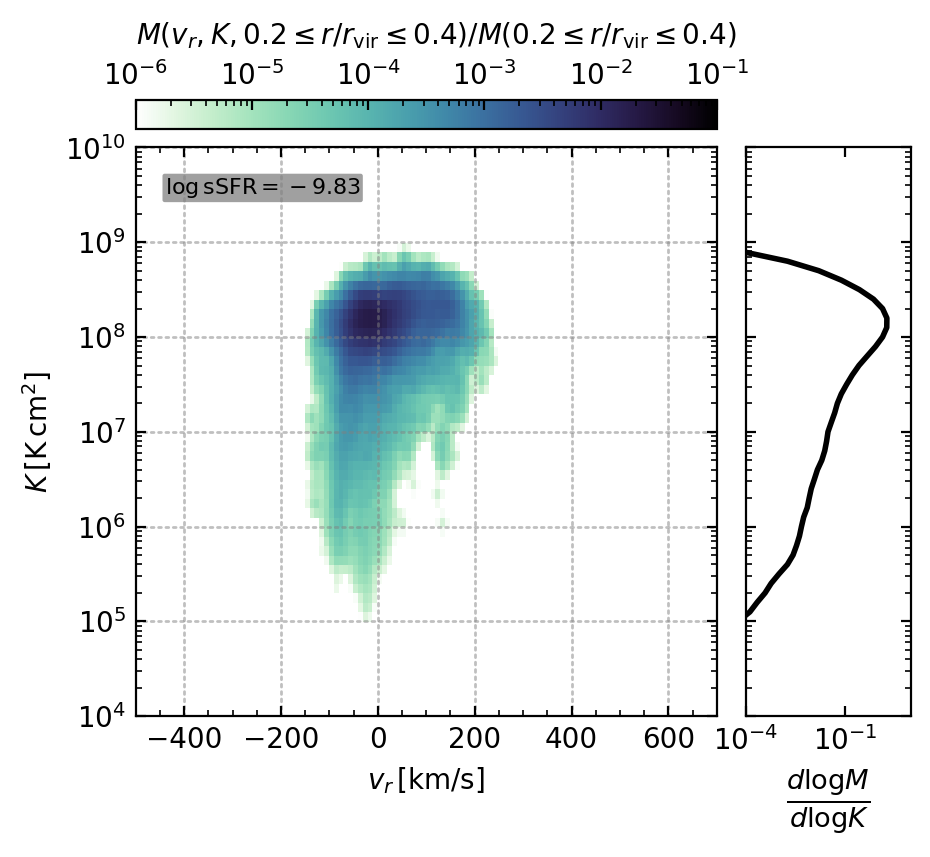 M(v_r, K, 0.2 ≤ r/r_vir ≤ 0.4)/M(0.2 ≤ r/r_vir ≤ 0.4)
10^−6 10^−5 10^−4 10^−3 10^−2 10^−1
10^10
log sSFR = −9.83
10^9
10^8
10^7
10^6
10^5
10^4
K [K cm^2]
−400 −200 0 200 400 600
v_r [km/s]
10^−4 10^−1
dlogM
dlogK